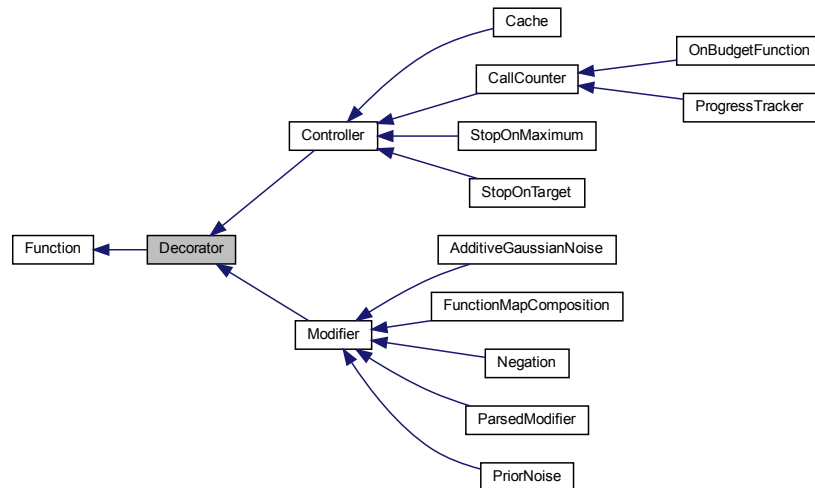 Cache
OnBudgetFunction
CallCounter
ProgressTracker
Controller
StopOnMaximum
StopOnTarget
Function
Decorator
AdditiveGaussianNoise
FunctionMapComposition
Modifier
Negation
ParsedModifier
PriorNoise